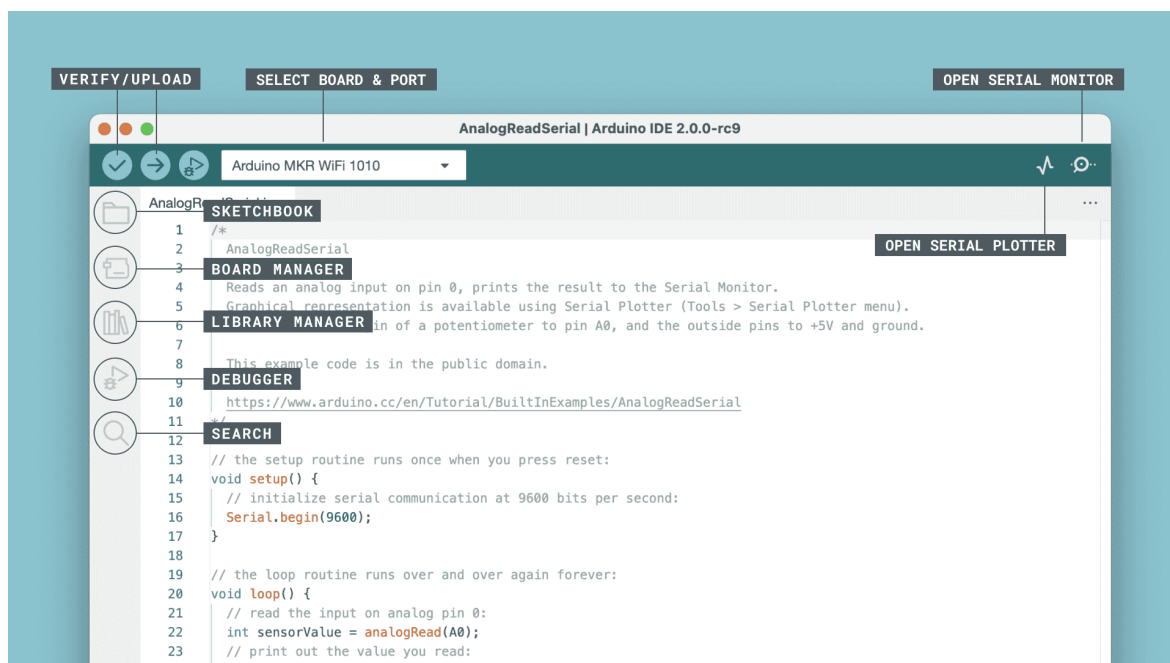 VERIFY/UPLOAD
SELECT BOARD & PORT
OPEN SERIAL MONITOR
AnalogReadSerial | Arduino IDE 2.0.0-rc9
Arduino MKR WiFi 1010
SKETCHBOOK
OPEN SERIAL PLOTTER
BOARD MANAGER
LIBRARY MANAGER
DEBUGGER
SEARCH
1 /*
2 AnalogReadSerial
3
4 Reads an analog input on pin 0, prints the result to the Serial Monitor.
5 Graphical representation is available using Serial Plotter (Tools > Serial Plotter menu).
6 of a potentiometer to pin A0, and the outside pins to +5V and ground.
7
8 This example code is in the public domain.
9
10 https://www.arduino.cc/en/Tutorial/BuiltInExamples/AnalogReadSerial
11 */
12
13 // the setup routine runs once when you press reset:
14 void setup() {
15 // initialize serial communication at 9600 bits per second:
16 Serial.begin(9600);
17 }
18
19 // the loop routine runs over and over again forever:
20 void loop() {
21 // read the input on analog pin 0:
22 int sensorValue = analogRead(A0);
23 // print out the value you read: